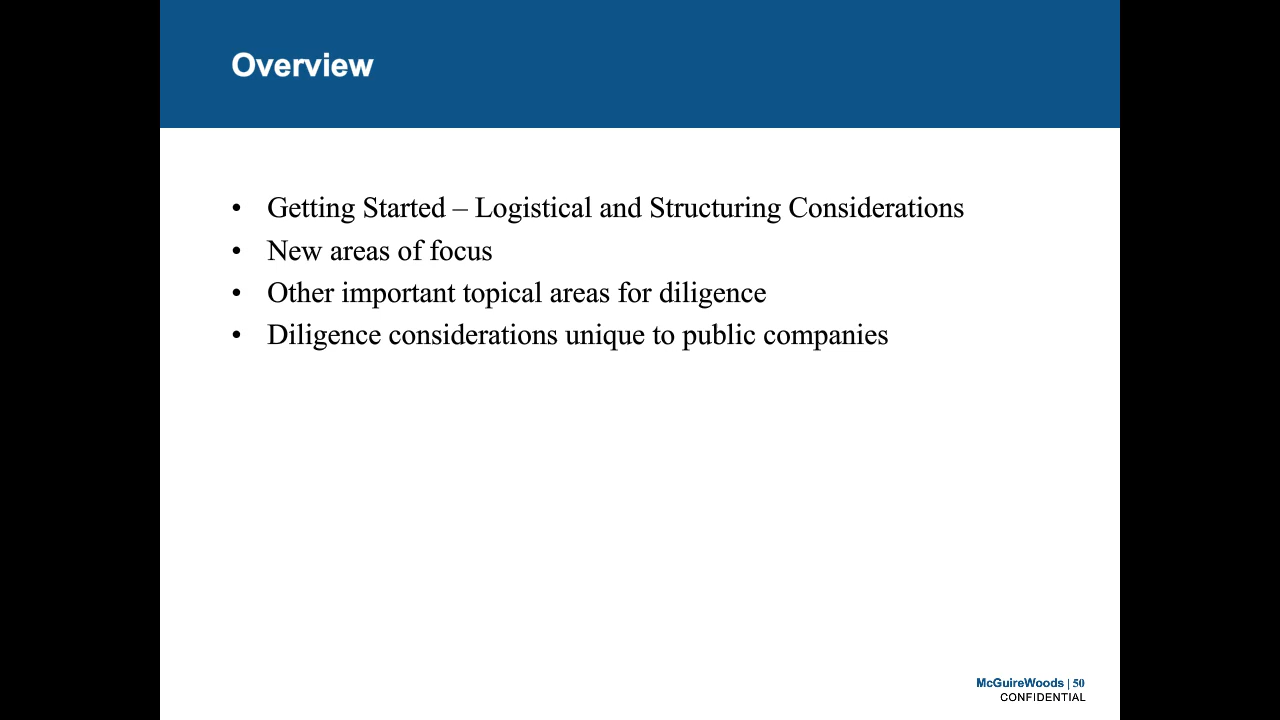 Overview
• Getting Started – Logistical and Structuring Considerations
• New areas of focus
• Other important topical areas for diligence
• Diligence considerations unique to public companies
McGuireWoods | 50
CONFIDENTIAL